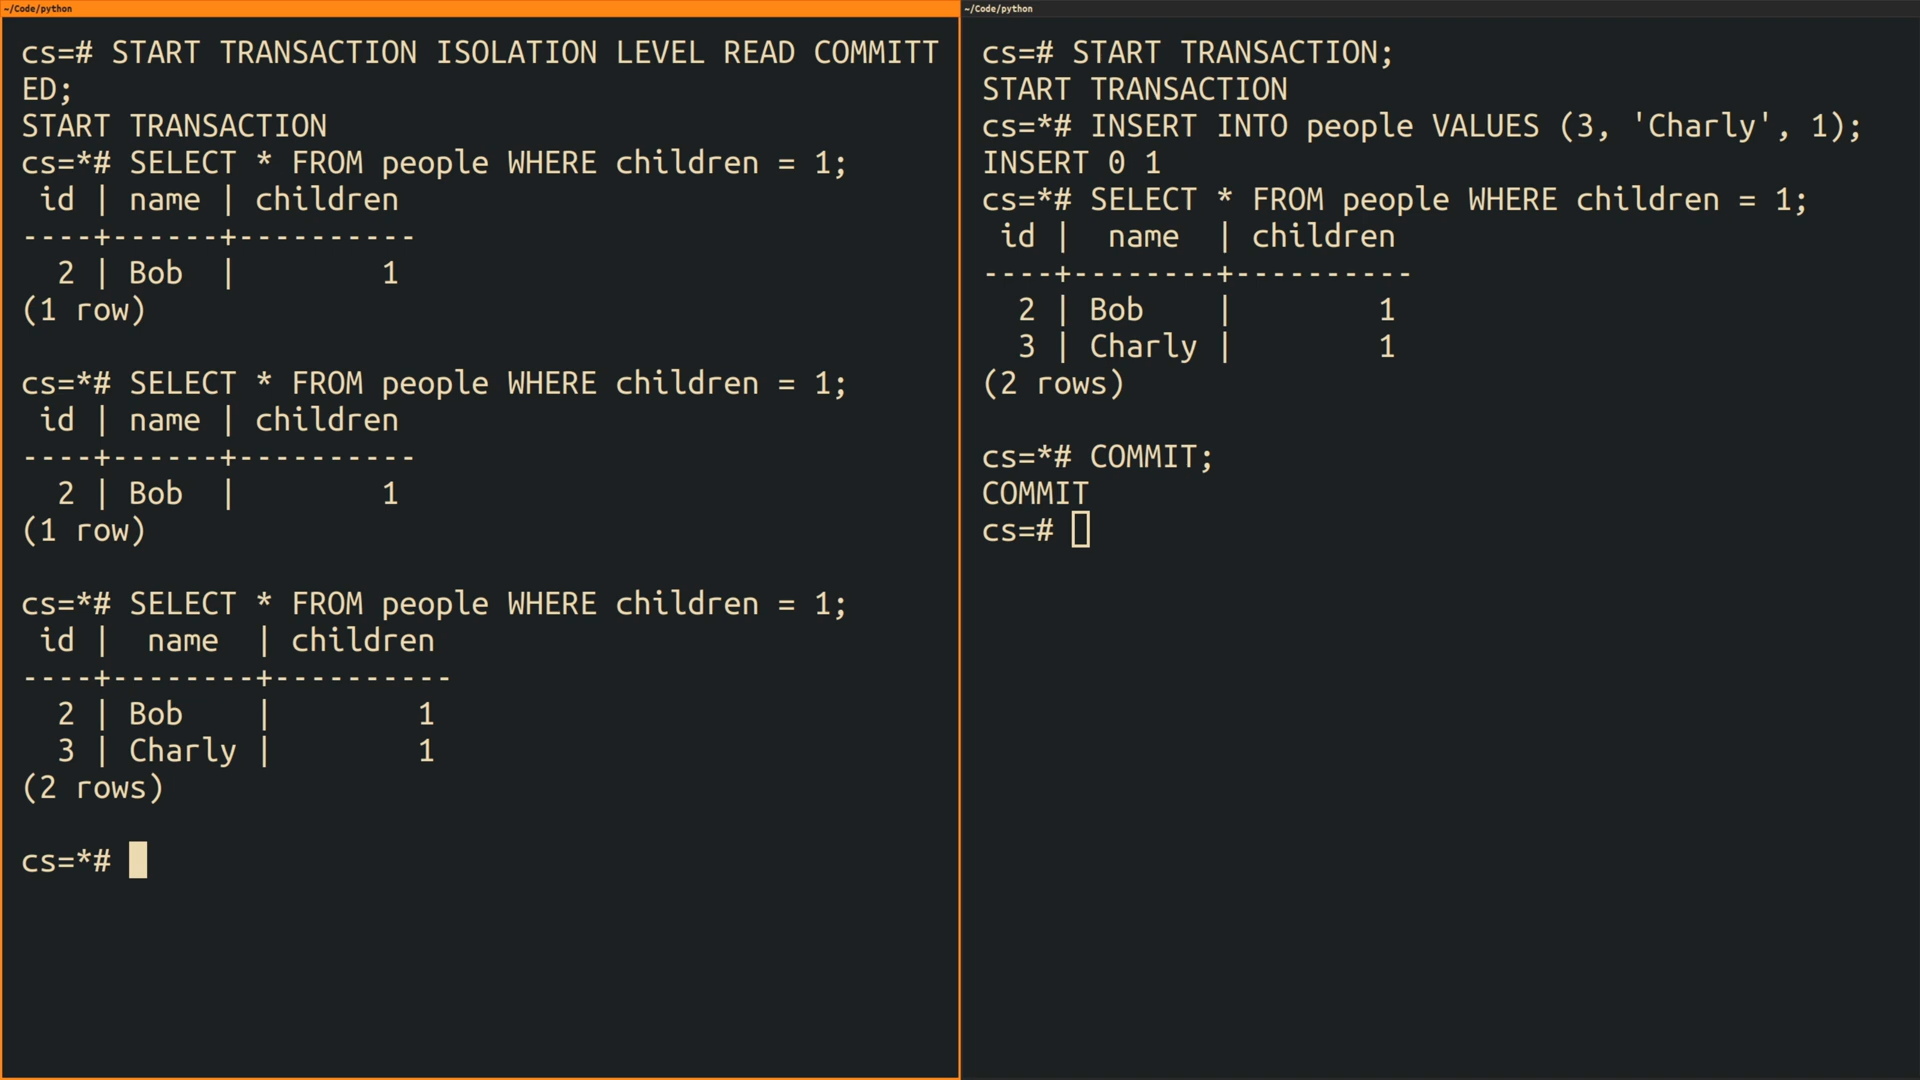 ~/Code/python
cs=# START TRANSACTION ISOLATION LEVEL READ COMMITT
ED;
START TRANSACTION
cs=*# SELECT * FROM people WHERE children = 1;
 id | name | children
----+------+----------
  2 | Bob  |        1
(1 row)

cs=*# SELECT * FROM people WHERE children = 1;
 id | name | children
----+------+----------
  2 | Bob  |        1
(1 row)

cs=*# SELECT * FROM people WHERE children = 1;
 id |  name  | children
----+--------+----------
  2 | Bob    |        1
  3 | Charly |        1
(2 rows)

cs=*#
~/Code/python
cs=# START TRANSACTION;
START TRANSACTION
cs=*# INSERT INTO people VALUES (3, 'Charly', 1);
INSERT 0 1
cs=*# SELECT * FROM people WHERE children = 1;
 id |  name  | children
----+--------+----------
  2 | Bob    |        1
  3 | Charly |        1
(2 rows)

cs=*# COMMIT;
COMMIT
cs=#